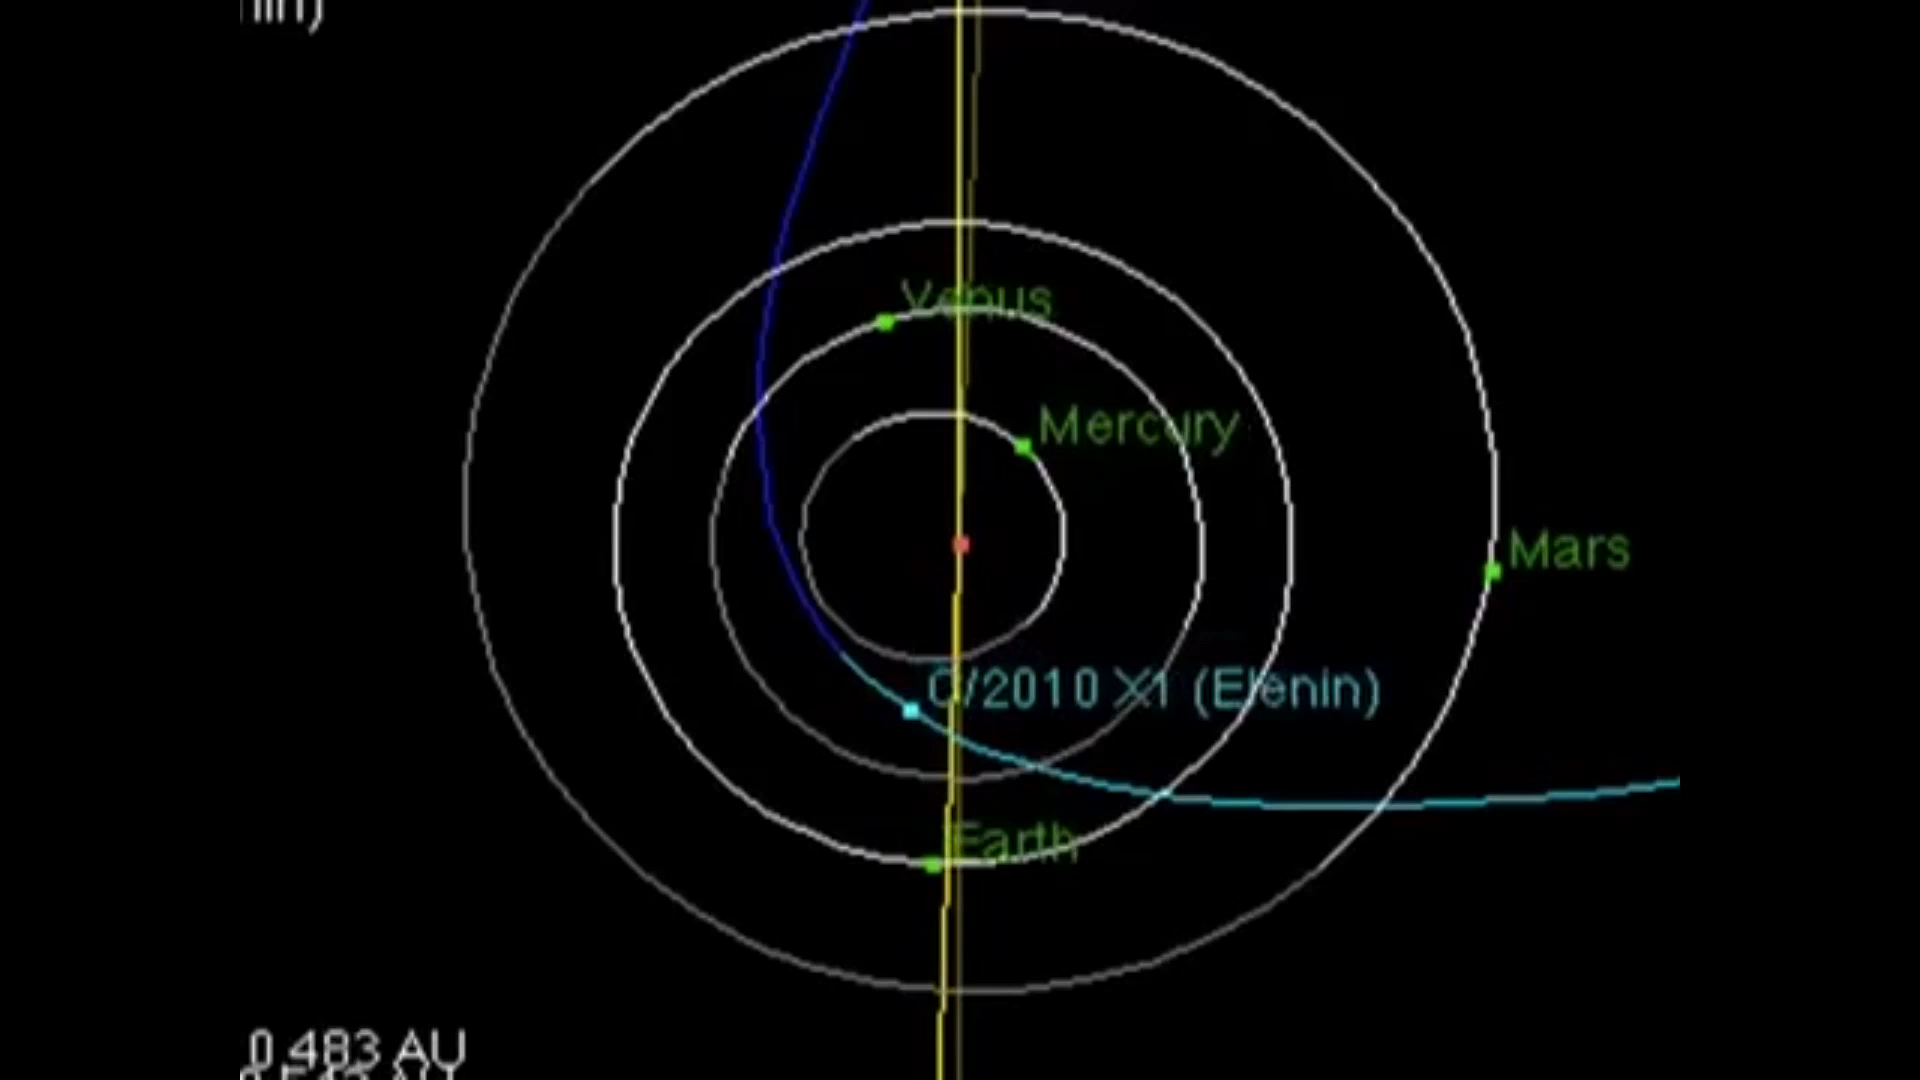 Venus
Mercury
Mars
C/2010 X1 (Elenin)
Earth
0.483 AU